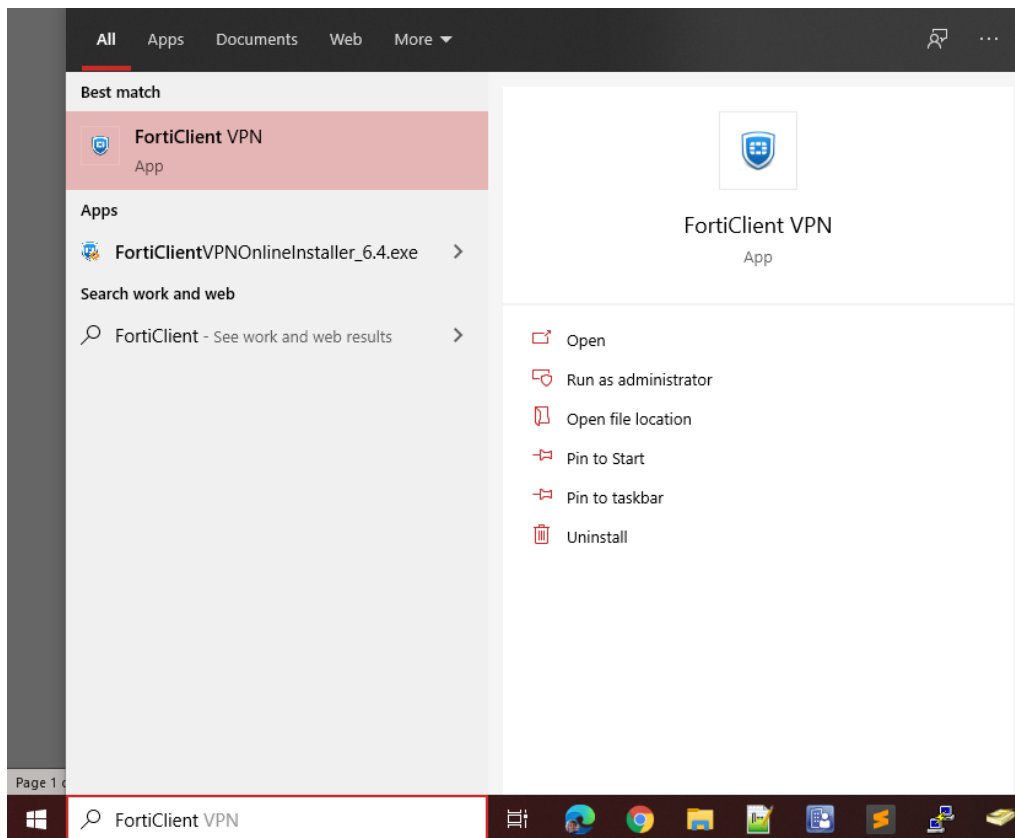 All Apps Documents Web More
Best match
FortiClient VPN
App
Apps
FortiClientVPNOnlineInstaller_6.4.exe
Search work and web
FortiClient - See work and web results
FortiClient VPN
App
Open
Run as administrator
Open file location
Pin to Start
Pin to taskbar
Uninstall
Page 1
FortiClient VPN